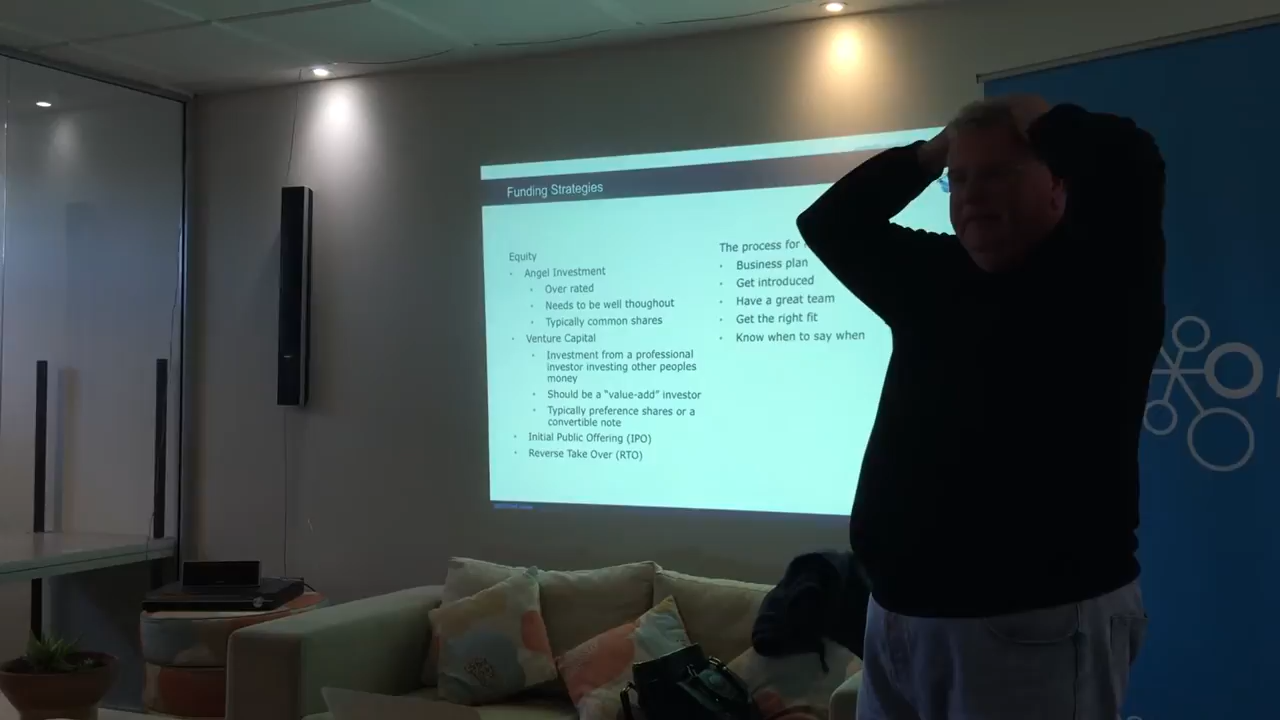 Funding Strategies
Equity
Angel Investment
Over rated
Needs to be well thoughout
Typically common shares
Venture Capital
Investment from a professional
investor investing other peoples
money
Should be a "value-add" investor
Typically preference shares or a
convertible note
Initial Public Offering (IPO)
Reverse Take Over (RTO)
The process for
Business plan
Get introduced
Have a great team
Get the right fit
Know when to say when